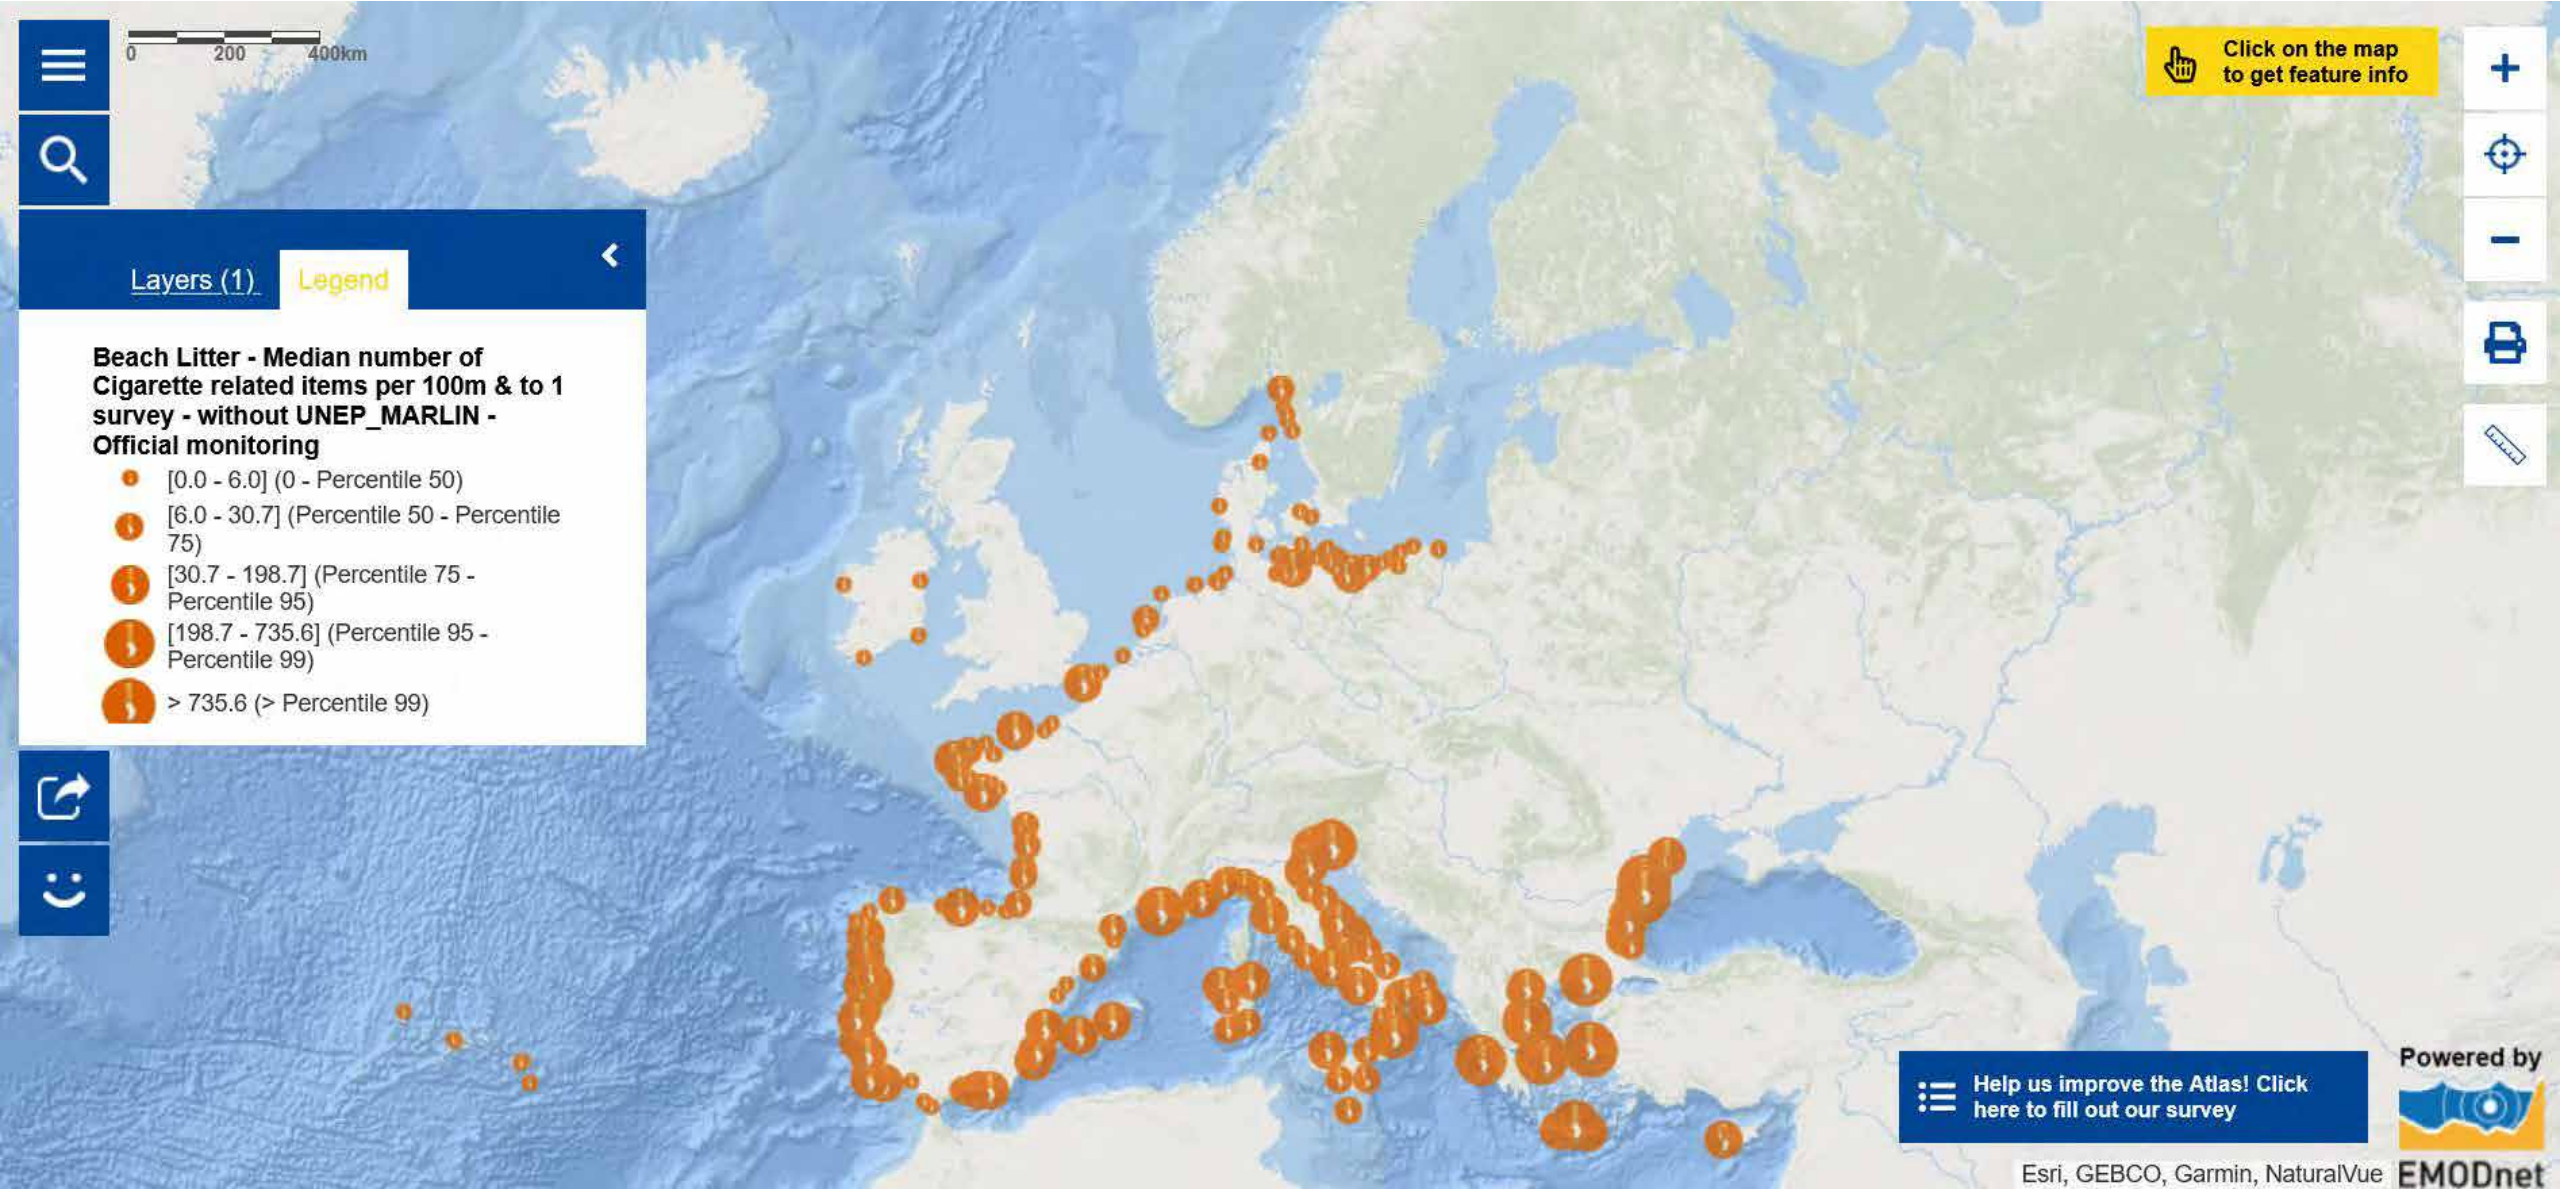 0 200 400km
Click on the map
to get feature info
Layers (1) Legend
Beach Litter - Median number of
Cigarette related items per 100m & to 1
survey - without UNEP_MARLIN -
Official monitoring
[0.0 - 6.0] (0 - Percentile 50)
[6.0 - 30.7] (Percentile 50 - Percentile
75)
[30.7 - 198.7] (Percentile 75 -
Percentile 95)
[198.7 - 735.6] (Percentile 95 -
Percentile 99)
> 735.6 (> Percentile 99)
Help us improve the Atlas! Click
here to fill out our survey
Powered by
EMODnet
Esri, GEBCO, Garmin, NaturalVue